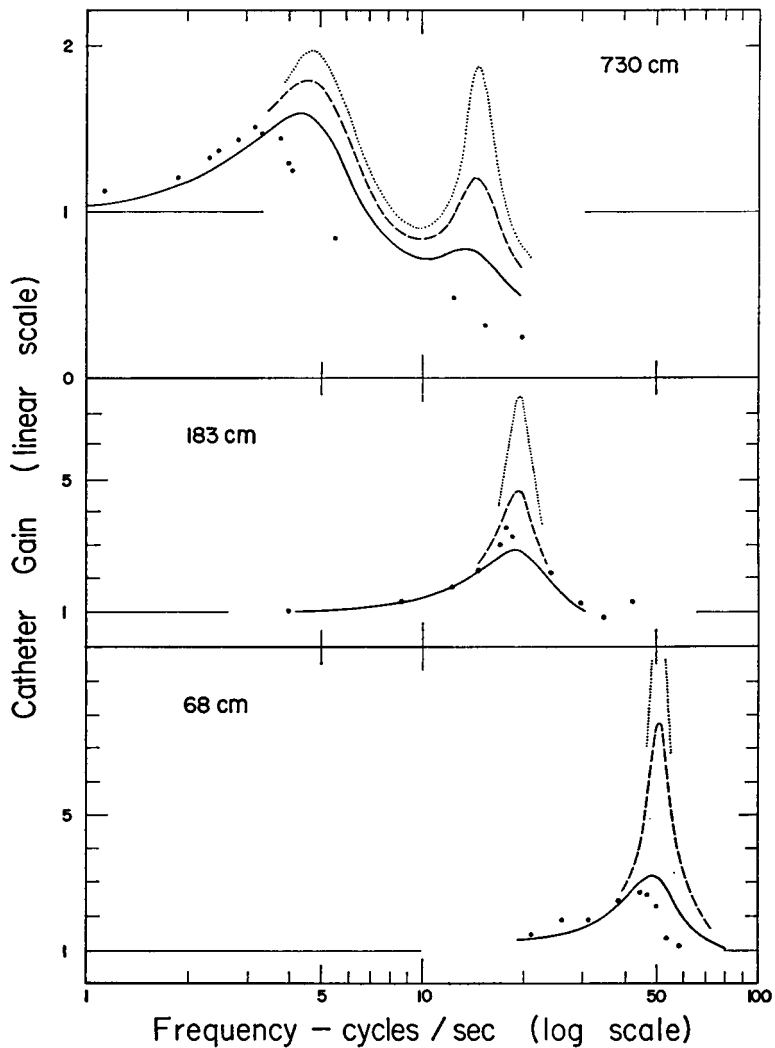 2
730 cm
1
0
183 cm
5
1
68 cm
5
1
1 5 10 50 100
Catheter Gain (linear scale)
Frequency – cycles/sec (log scale)